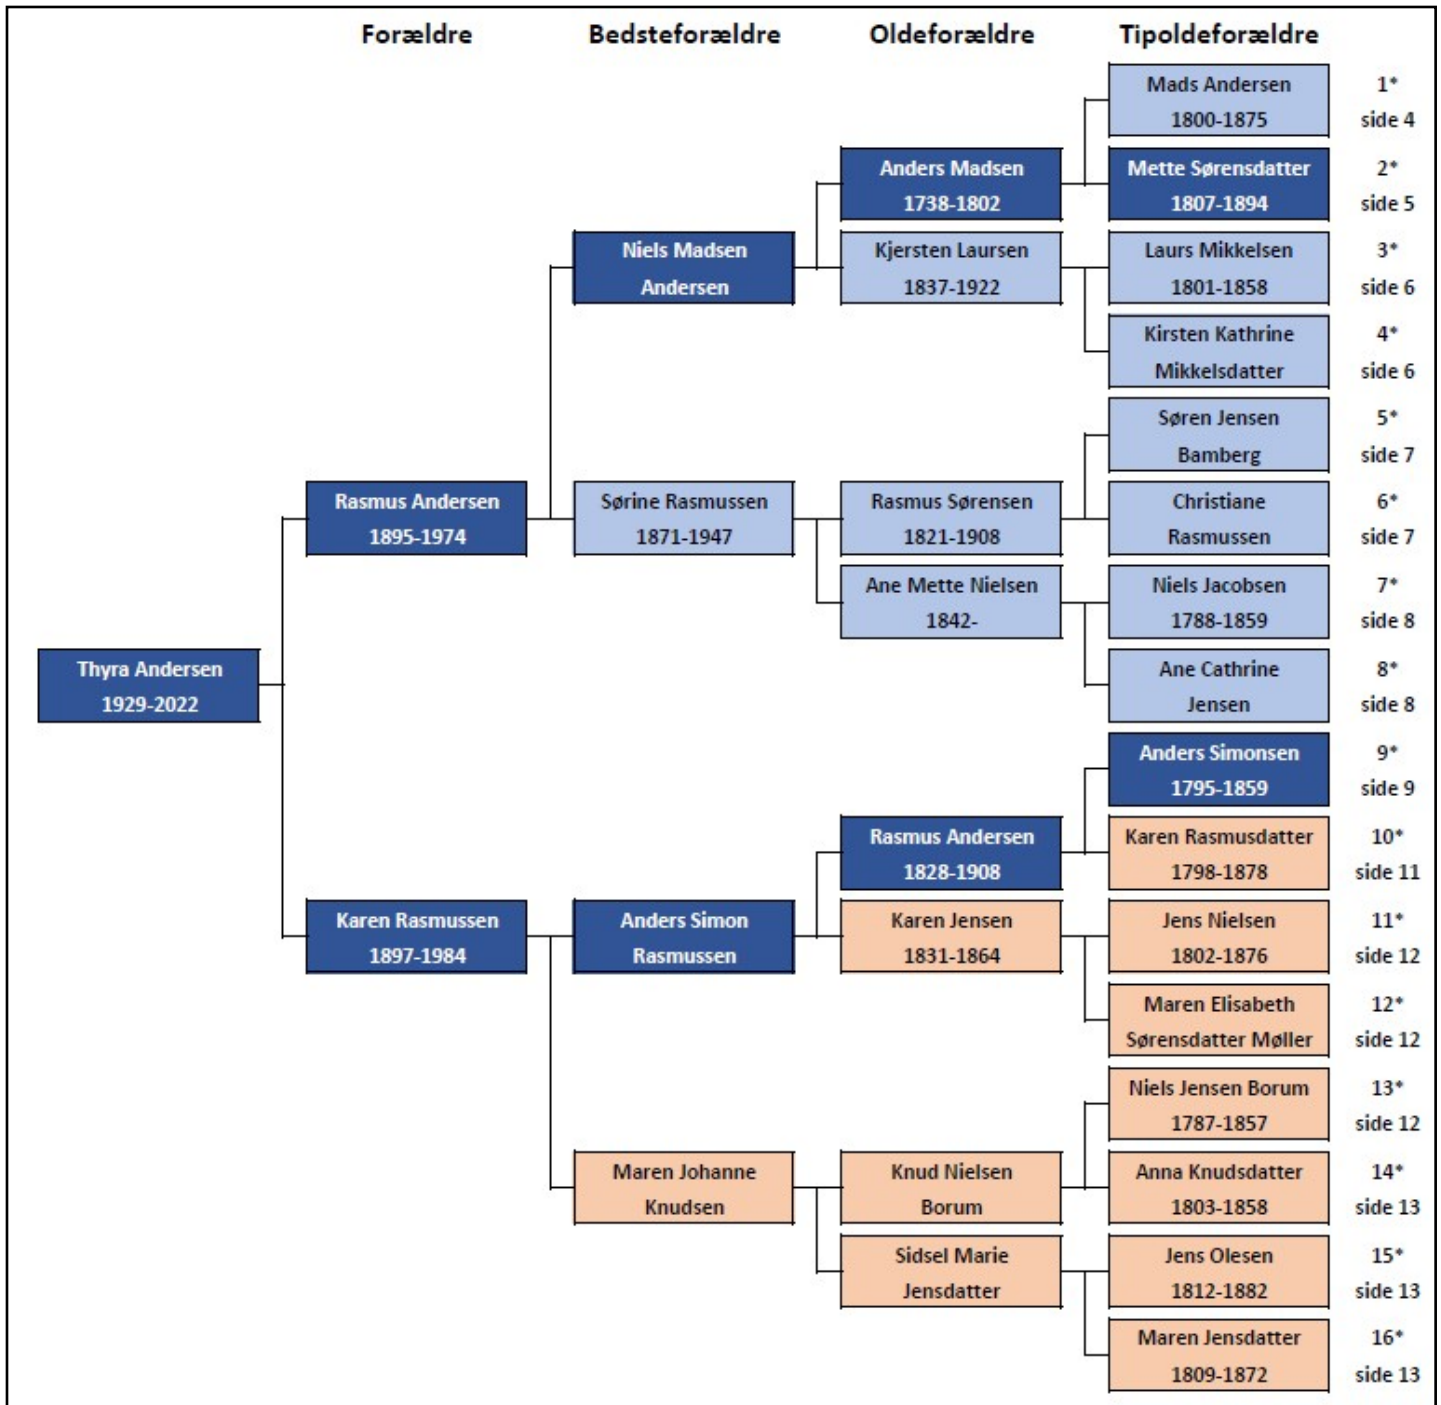 Forældre
Bedsteforældre
Oldeforældre
Tipoldeforældre
Mads Andersen
1800-1875
1*
side 4
Anders Madsen
1738-1802
Mette Sørensdatter
1807-1894
2*
side 5
Niels Madsen
Andersen
Kjersten Laursen
1837-1922
Laurs Mikkelsen
1801-1858
3*
side 6
Kirsten Kathrine
Mikkelsdatter
4*
side 6
Søren Jensen
Bamberg
5*
side 7
Rasmus Andersen
1895-1974
Sørine Rasmussen
1871-1947
Rasmus Sørensen
1821-1908
Christiane
Rasmussen
6*
side 7
Ane Mette Nielsen
1842-
Niels Jacobsen
1788-1859
7*
side 8
Thyra Andersen
1929-2022
Ane Cathrine
Jensen
8*
side 8
Anders Simonsen
1795-1859
9*
side 9
Rasmus Andersen
1828-1908
Karen Rasmusdatter
1798-1878
10*
side 11
Karen Rasmussen
1897-1984
Anders Simon
Rasmussen
Karen Jensen
1831-1864
Jens Nielsen
1802-1876
11*
side 12
Maren Elisabeth
Sørensdatter Møller
12*
side 12
Niels Jensen Borum
1787-1857
13*
side 12
Maren Johanne
Knudsen
Knud Nielsen
Borum
Anna Knudsdatter
1803-1858
14*
side 13
Sidsel Marie
Jensdatter
Jens Olesen
1812-1882
15*
side 13
Maren Jensdatter
1809-1872
16*
side 13